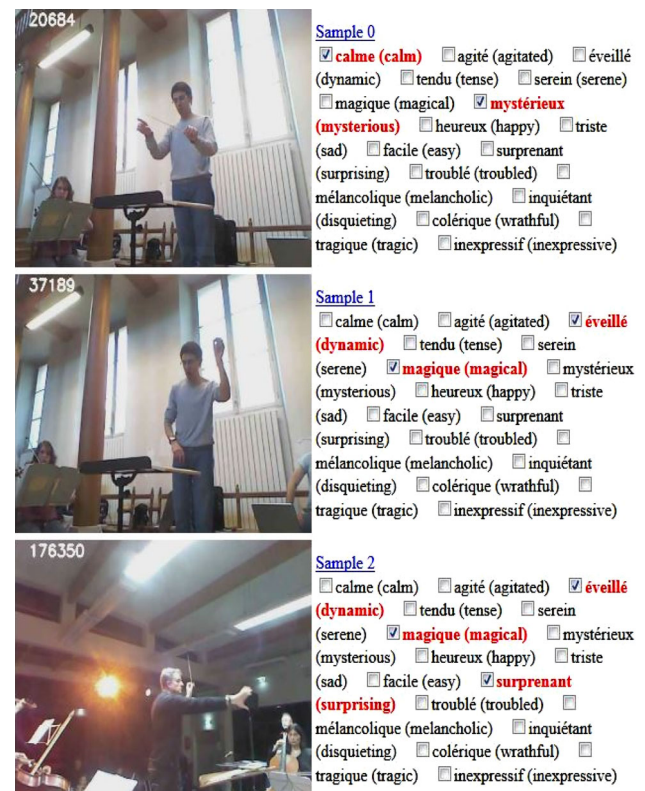 20684
Sample 0
calme (calm) agité (agitated) éveillé
(dynamic) tendu (tense) serein (serene)
magique (magical) mystérieux
(mysterious) heureux (happy) triste
(sad) facile (easy) surprenant
(surprising) troublé (troubled)
mélancolique (melancholic) inquiétant
(disquieting) colérique (wrathful)
tragique (tragic) inexpressif (inexpressive)
37189
Sample 1
calme (calm) agité (agitated) éveillé
(dynamic) tendu (tense) serein
(serene) magique (magical) mystérieux
(mysterious) heureux (happy) triste
(sad) facile (easy) surprenant
(surprising) troublé (troubled)
mélancolique (melancholic) inquiétant
(disquieting) colérique (wrathful)
tragique (tragic) inexpressif (inexpressive)
176350
Sample 2
calme (calm) agité (agitated) éveillé
(dynamic) tendu (tense) serein
(serene) magique (magical) mystérieux
(mysterious) heureux (happy) triste
(sad) facile (easy) surprenant
(surprising) troublé (troubled)
mélancolique (melancholic) inquiétant
(disquieting) colérique (wrathful)
tragique (tragic) inexpressif (inexpressive)